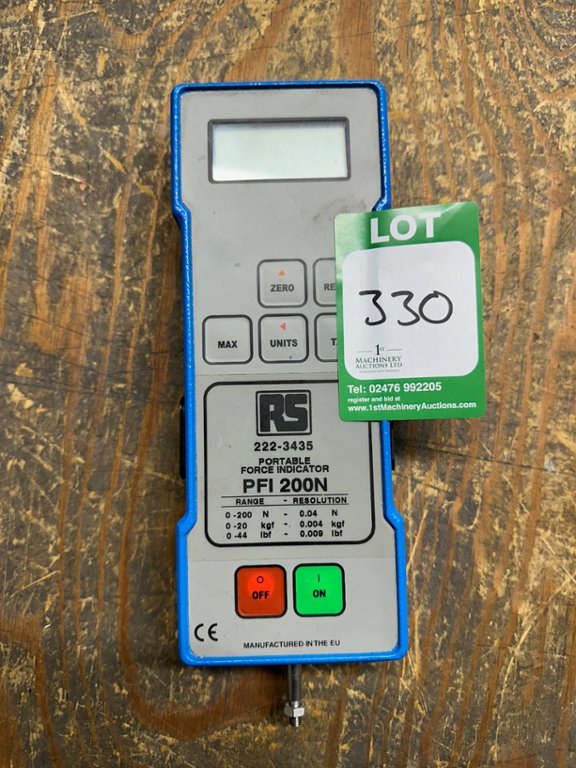 LOT
330
1ST
MACHINERY
AUCTIONS LTD
Tel: 02476 992205
register and bid at
www.1stMachineryAuctions.com
ZERO
RE
MAX
UNITS
T
RS
222-3435
PORTABLE
FORCE INDICATOR
PFI 200N
RANGE - RESOLUTION
0-200 N - 0.04 N
0-20 kgf - 0.004 kgf
0-44 lbf - 0.009 lbf
O I
OFF ON
CE
MANUFACTURED IN THE EU